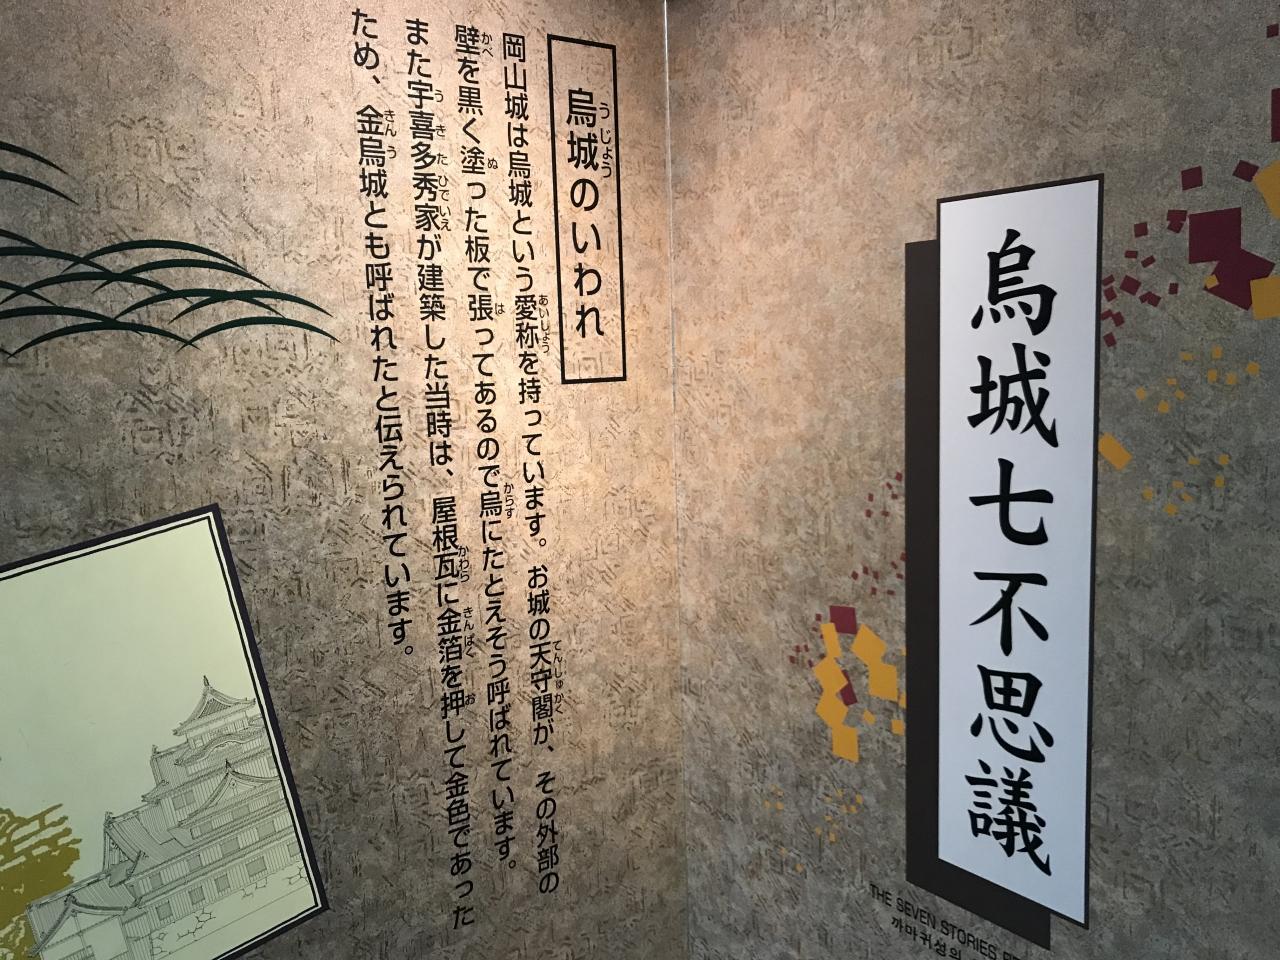 烏城七不思議
THE SEVEN STORIES
까마귀성의
烏城のいわれ
岡山城は烏城という愛称を持っています。お城の天守閣が、その外部の
壁を黒く塗った板で張ってあるので烏にたとえそう呼ばれています。
また宇喜多秀家が建築した当時は、屋根瓦に金箔を押して金色であった
ため、金烏城とも呼ばれたと伝えられています。